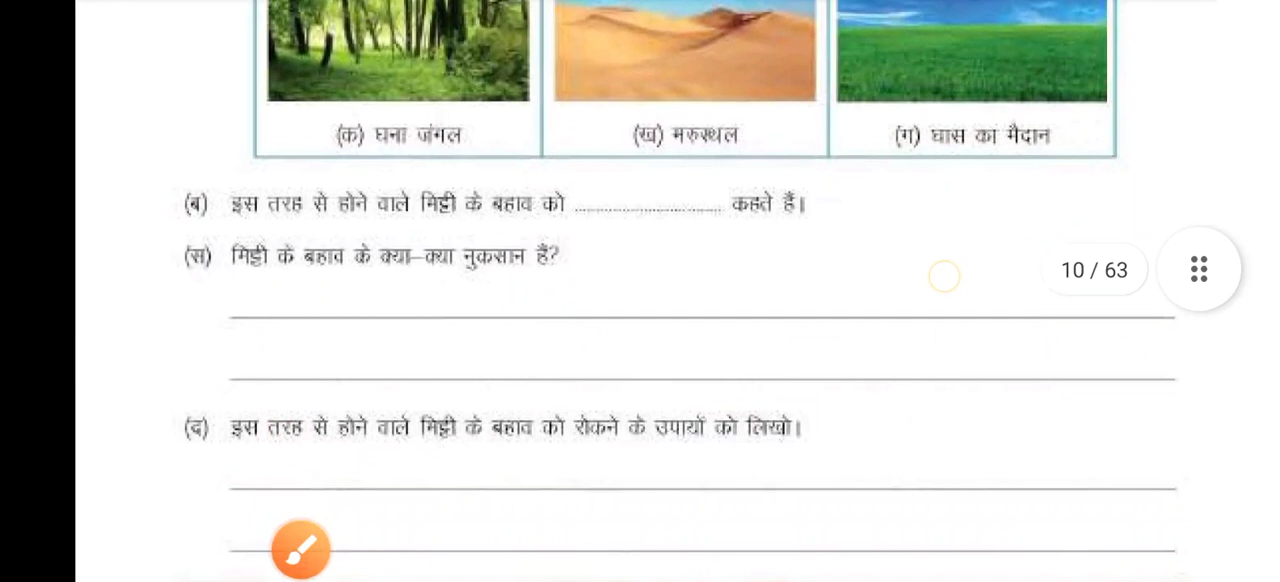 (क) घना जंगल (ख) मरुस्थल (ग) घास का मैदान
(ब) इस तरह से होने वाले मिट्टी के बहाव को ........................ कहते हैं।
(स) मिट्टी के बहाव के क्या–क्या नुकसान हैं?
10 / 63
(द) इस तरह से होने वाले मिट्टी के बहाव को रोकने के उपायों को लिखो।